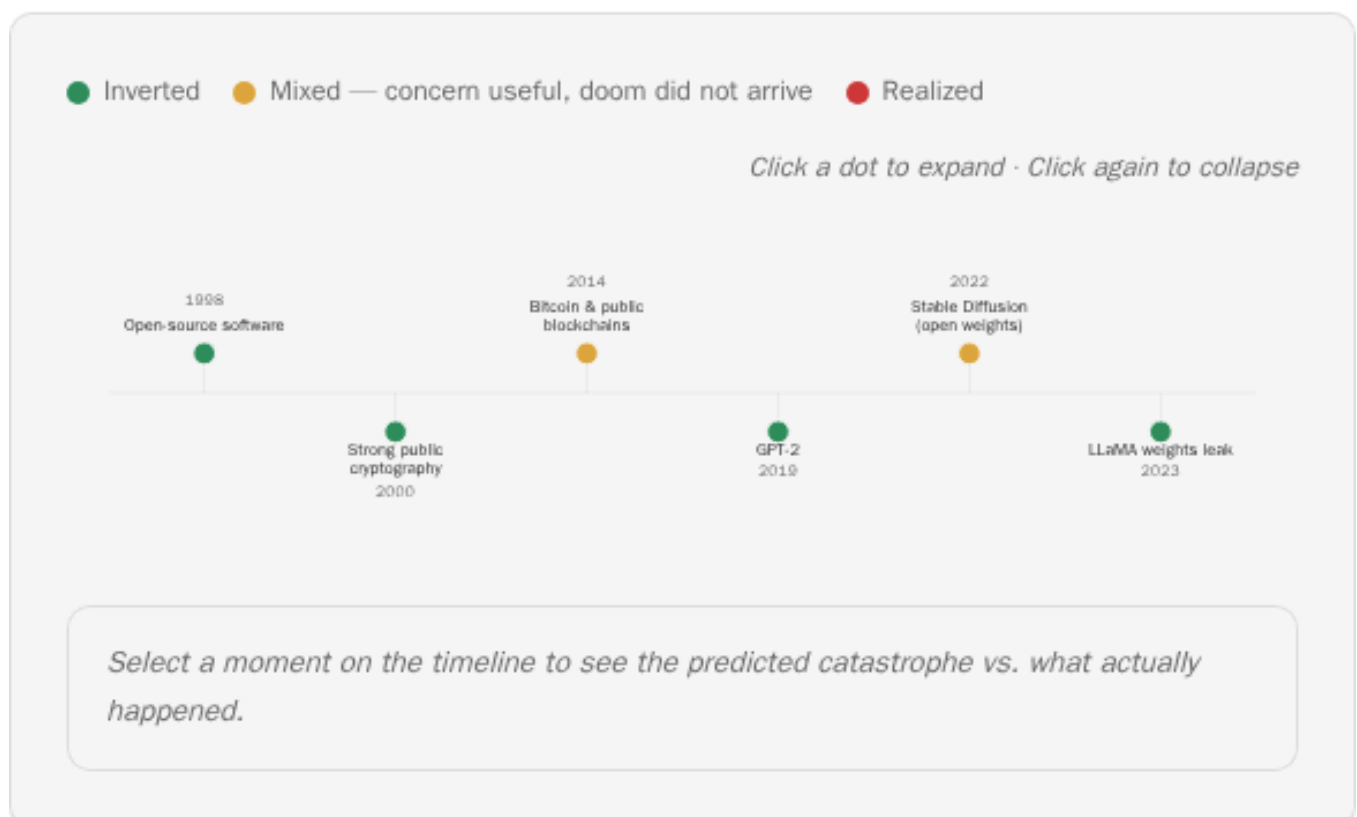 Inverted
Mixed — concern useful, doom did not arrive
Realized
Click a dot to expand · Click again to collapse
1998
Open-source software
2014
Bitcoin & public
blockchains
2022
Stable Diffusion
(open weights)
Strong public
cryptography
2000
GPT-2
2019
LLaMA weights leak
2023
Select a moment on the timeline to see the predicted catastrophe vs. what actually
happened.